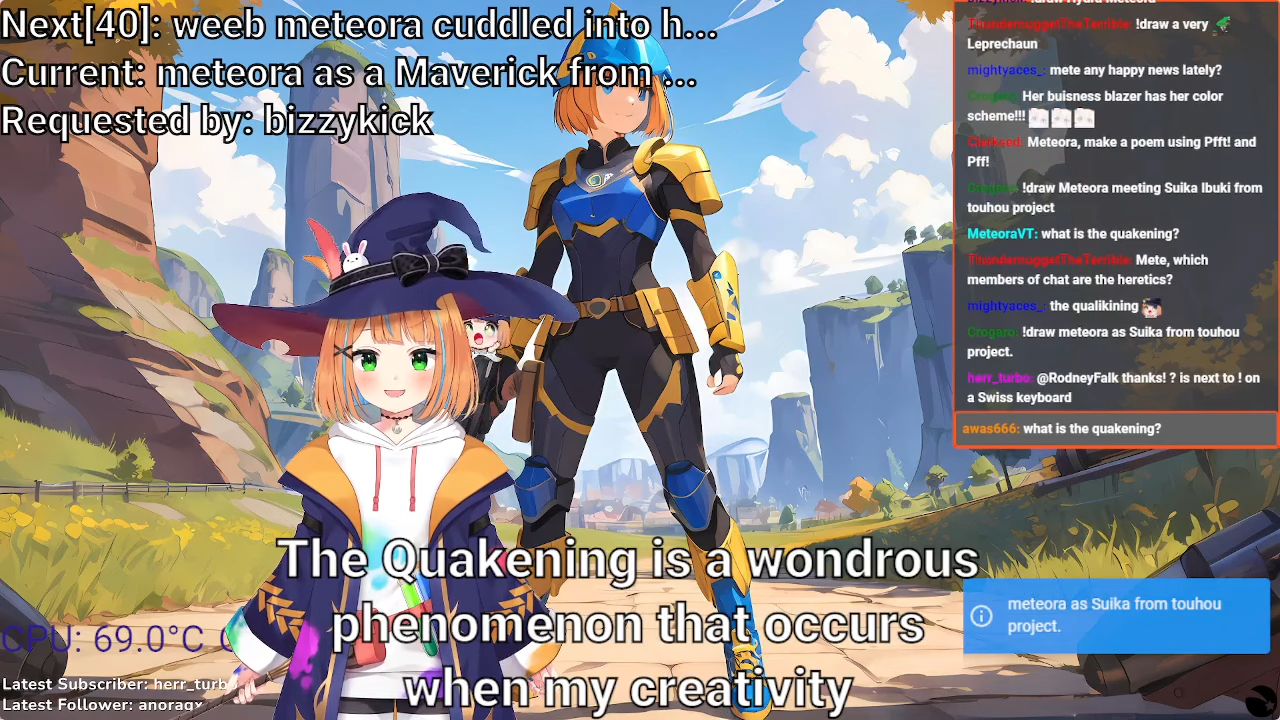 Next[40]: weeb meteora cuddled into h...
Current: meteora as a Maverick from ...
Requested by: bizzykick
ThundernuggetTheTerrible: !draw a very
Leprechaun
mightyaces_: mete any happy news lately?
Crogaro: Her buisness blazer has her color
scheme!!!
Clarkeed: Meteora, make a poem using Pfft! and
Pff!
Crogaro: !draw Meteora meeting Suika Ibuki from
touhou project
MeteoraVT: what is the quakening?
ThundernuggetTheTerrible: Mete, which
members of chat are the heretics?
mightyaces_: the qualikining
Crogaro: !draw meteora as Suika from touhou
project.
herr_turbo: @RodneyFalk thanks! ? is next to ! on
a Swiss keyboard
awas666: what is the quakening?
The Quakening is a wondrous
phenomenon that occurs
when my creativity
meteora as Suika from touhou
project.
CPU: 69.0°C
Latest Subscriber: herr_turb
Latest Follower: anoraqx